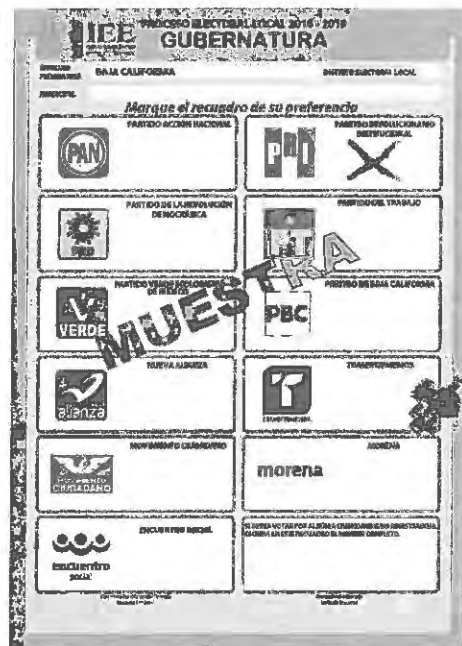 IEE
PROCESO ELECTORAL LOCAL 2018 - 2019
GUBERNATURA
BAJA CALIFORNIA
DISTRITO ELECTORAL LOCAL
Marque el recuadro de su preferencia
PARTIDO ACCIÓN NACIONAL
PAN
PARTIDO REVOLUCIONARIO
INSTITUCIONAL
PRI
PARTIDO DE LA REVOLUCIÓN
DEMOCRÁTICA
PRD
PARTIDO DEL TRABAJO
PT
PARTIDO VERDE ECOLOGISTA
DE MÉXICO
VERDE
PARTIDO DE BAJA CALIFORNIA
PBC
MUESTRA
NUEVA ALIANZA
alianza
TRANSFORMEMOS
MOVIMIENTO CIUDADANO
MOVIMIENTO
CIUDADANO
MORENA
morena
ENCUENTRO SOCIAL
encuentro
social